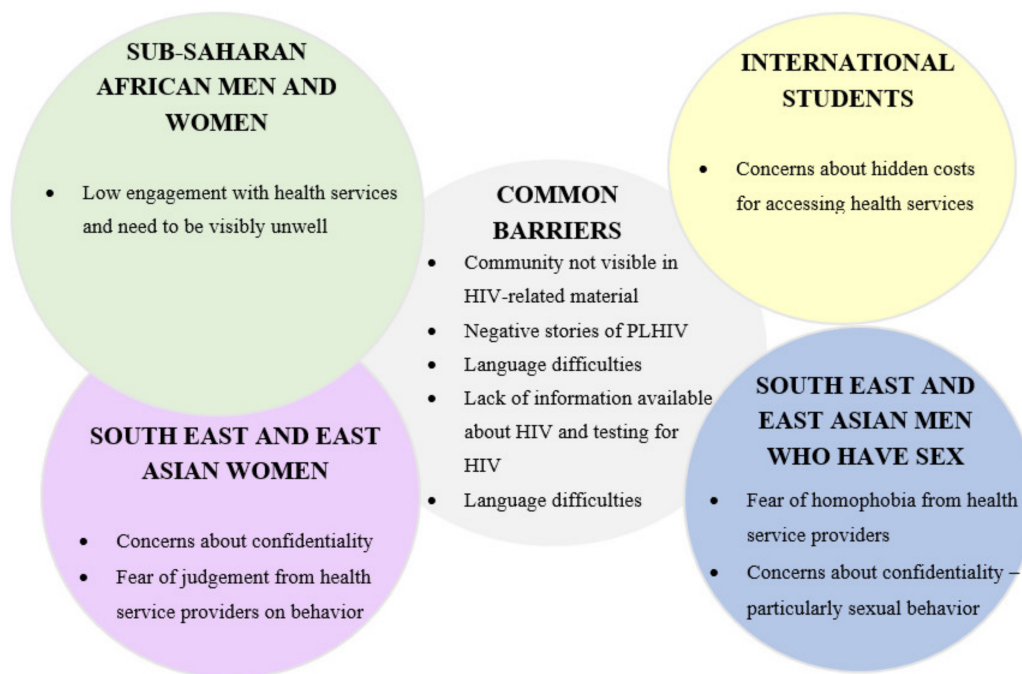 SUB-SAHARAN
AFRICAN MEN AND
WOMEN
• Low engagement with health services
and need to be visibly unwell
INTERNATIONAL
STUDENTS
• Concerns about hidden costs
for accessing health services
COMMON
BARRIERS
• Community not visible in
HIV-related material
• Negative stories of PLHIV
• Language difficulties
• Lack of information available
about HIV and testing for
HIV
• Language difficulties
SOUTH EAST AND EAST
ASIAN WOMEN
• Concerns about confidentiality
• Fear of judgement from health
service providers on behavior
SOUTH EAST AND
EAST ASIAN MEN
WHO HAVE SEX
• Fear of homophobia from health
service providers
• Concerns about confidentiality –
particularly sexual behavior